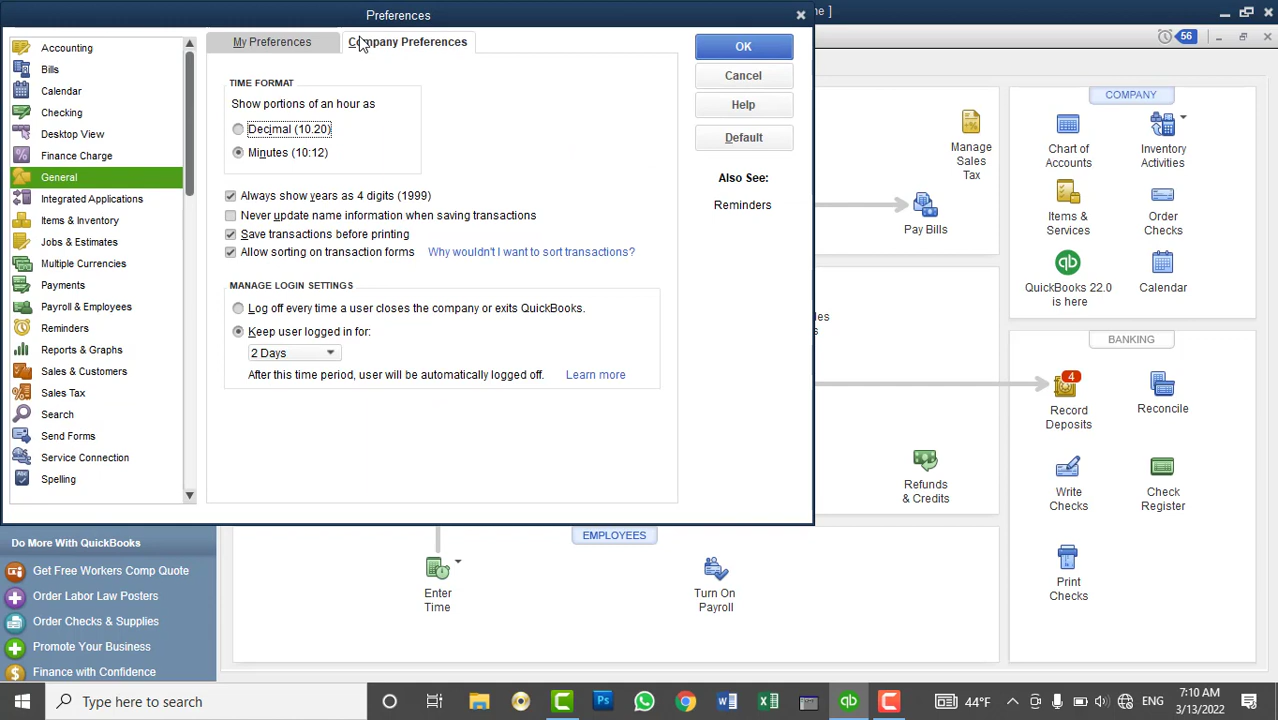 Preferences
e ]
My Preferences
Company Preferences
OK
Cancel
Help
Default
Also See:
Reminders
56
Accounting
Bills
Calendar
Checking
Desktop View
Finance Charge
General
Integrated Applications
Items & Inventory
Jobs & Estimates
Multiple Currencies
Payments
Payroll & Employees
Reminders
Reports & Graphs
Sales & Customers
Sales Tax
Search
Send Forms
Service Connection
Spelling
TIME FORMAT
Show portions of an hour as
Decimal (10.20)
Minutes (10:12)
Always show years as 4 digits (1999)
Never update name information when saving transactions
Save transactions before printing
Allow sorting on transaction forms
Why wouldn't I want to sort transactions?
MANAGE LOGIN SETTINGS
Log off every time a user closes the company or exits QuickBooks.
Keep user logged in for:
2 Days
After this time period, user will be automatically logged off.
Learn more
Manage
Sales
Tax
Pay Bills
les
s
Refunds
& Credits
COMPANY
Chart of
Accounts
Inventory
Activities
Items &
Services
Order
Checks
qb
QuickBooks 22.0
is here
Calendar
BANKING
4
Record
Deposits
Reconcile
Write
Checks
Check
Register
Print
Checks
EMPLOYEES
Enter
Time
Turn On
Payroll
Do More With QuickBooks
Get Free Workers Comp Quote
Order Labor Law Posters
Order Checks & Supplies
Promote Your Business
Finance with Confidence
Type here to search
44°F
ENG
7:10 AM
3/13/2022